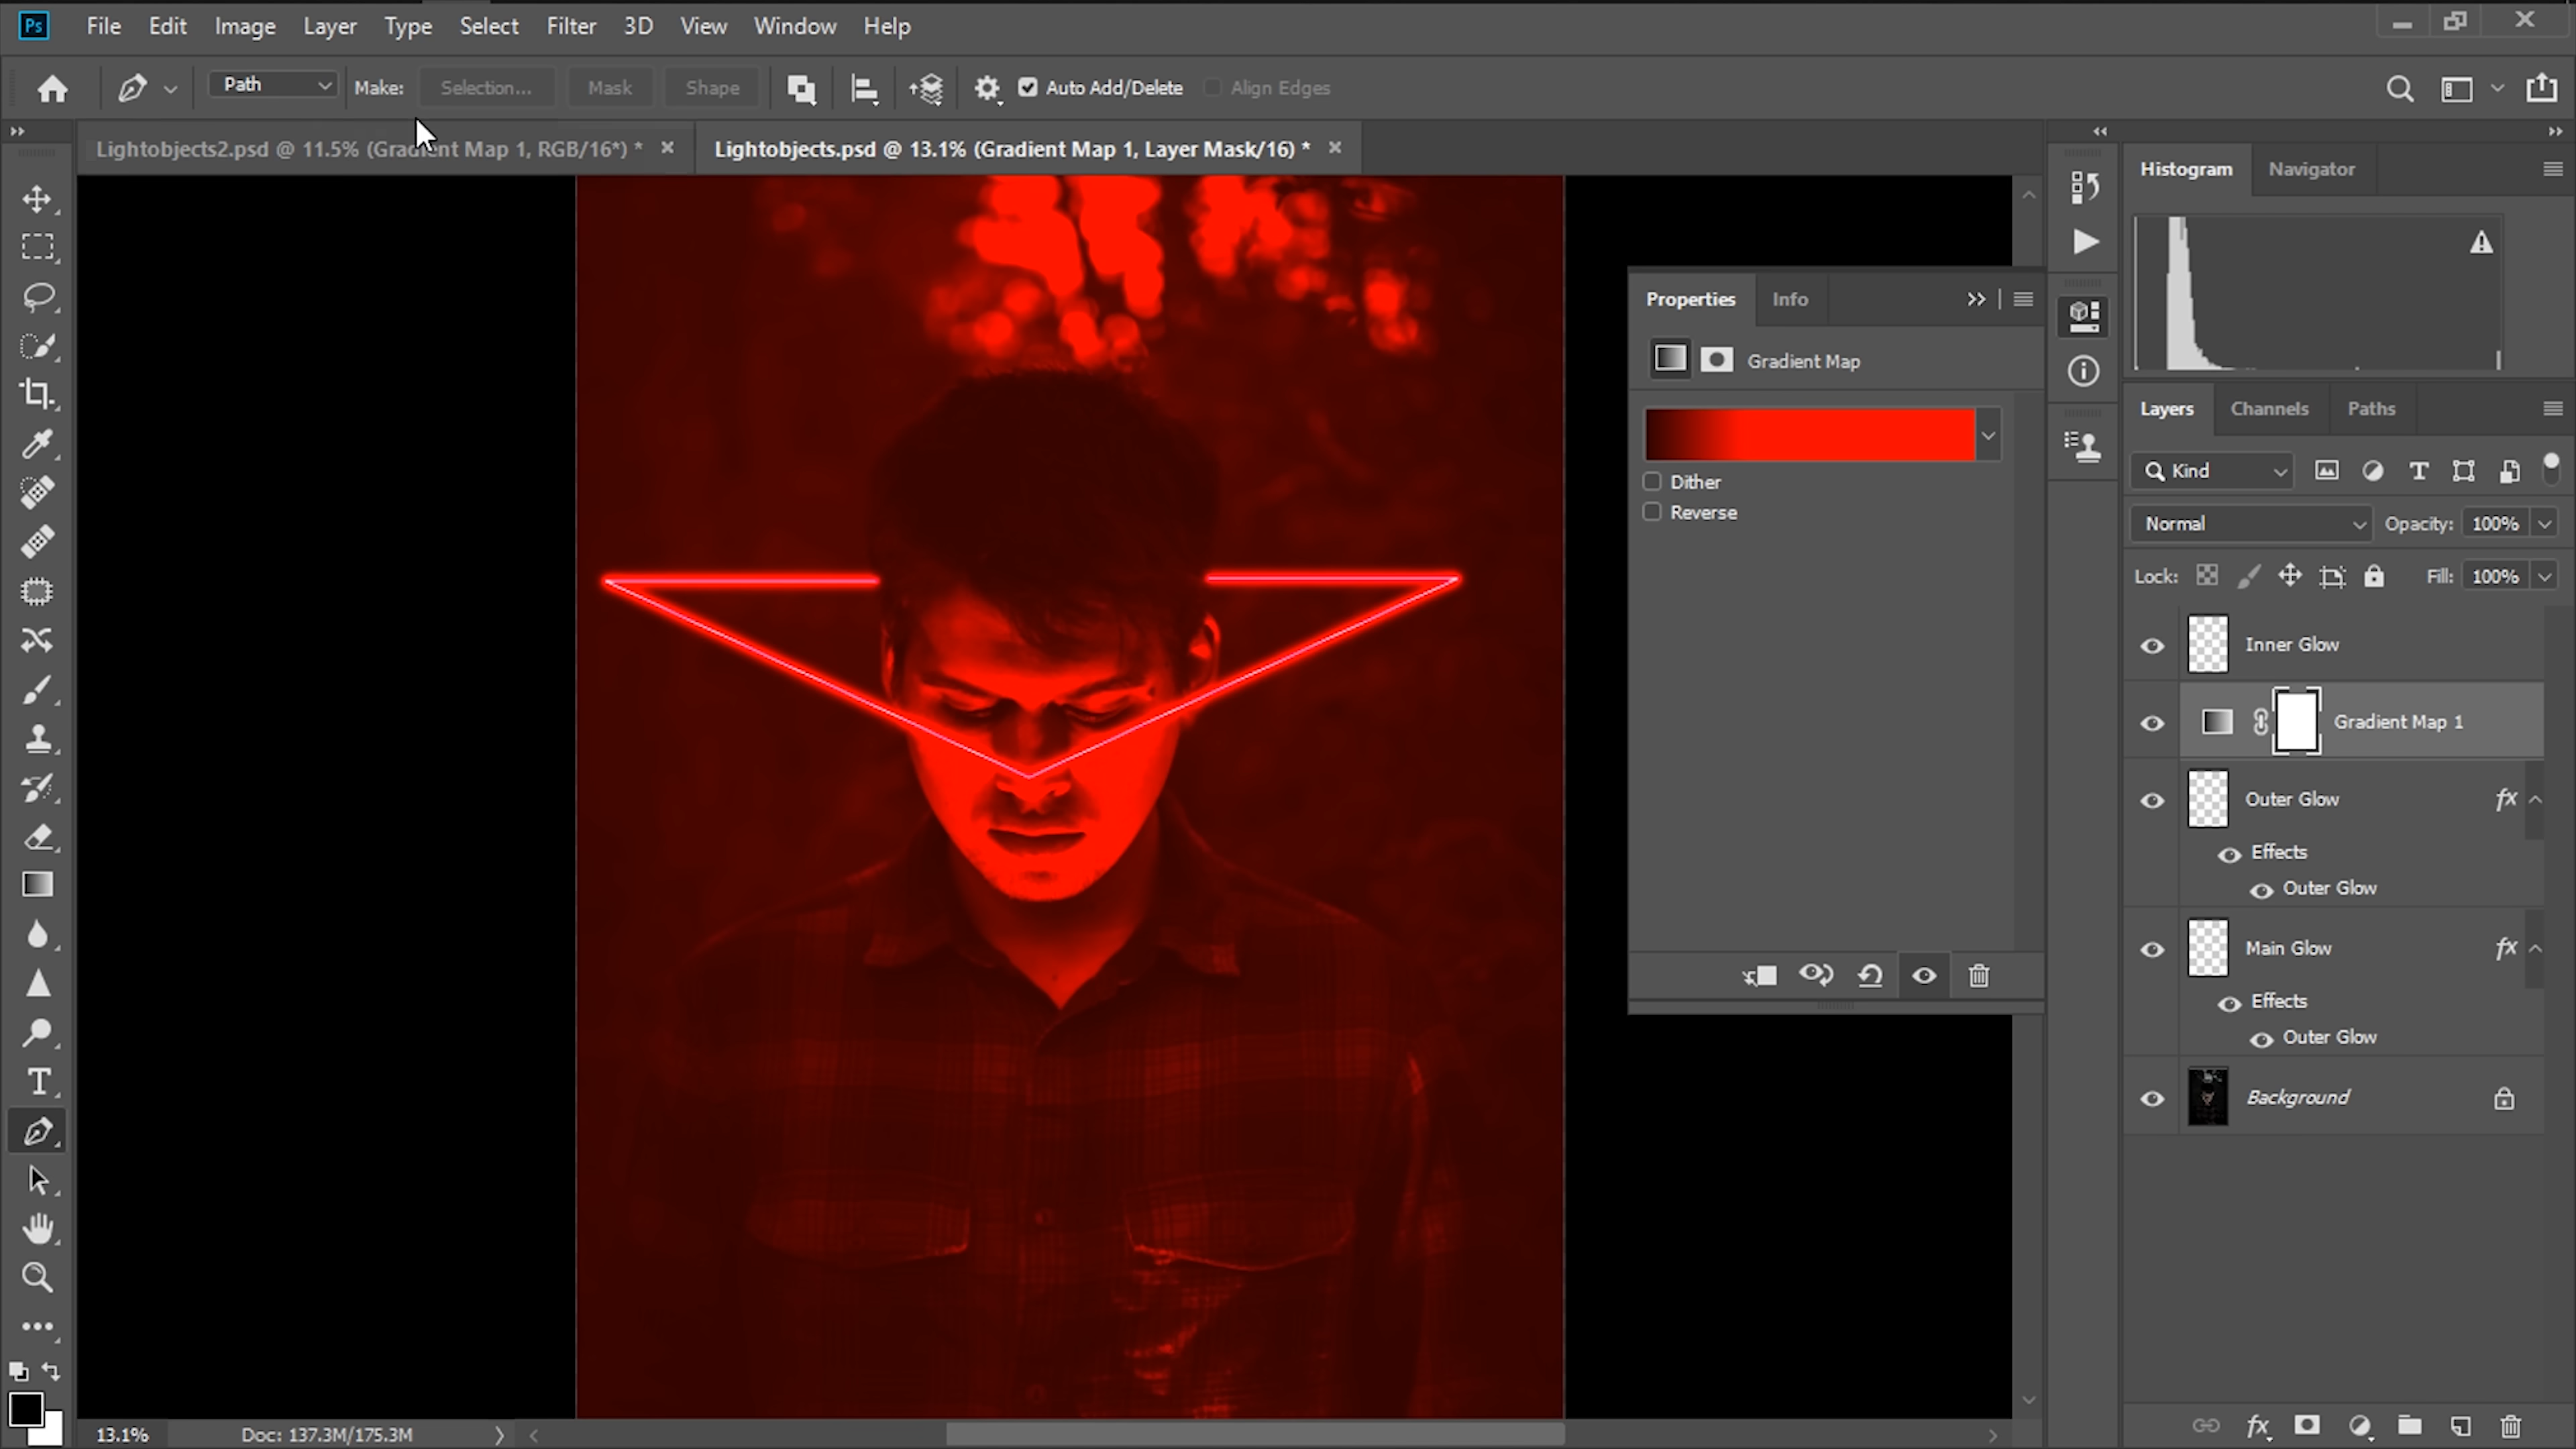 Ps File Edit Image Layer Type Select Filter 3D View Window Help
Path Make: Selection... Mask Shape Auto Add/Delete Align Edges
Lightobjects2.psd @ 11.5% (Gradient Map 1, RGB/16*) * Lightobjects.psd @ 13.1% (Gradient Map 1, Layer Mask/16) *
Histogram Navigator
Properties Info
Gradient Map
Dither
Reverse
Layers Channels Paths
Kind
Normal Opacity: 100%
Lock: Fill: 100%
Inner Glow
Gradient Map 1
Outer Glow fx
Effects
Outer Glow
Main Glow fx
Effects
Outer Glow
Background
13.1% Doc: 137.3M/175.3M
fx